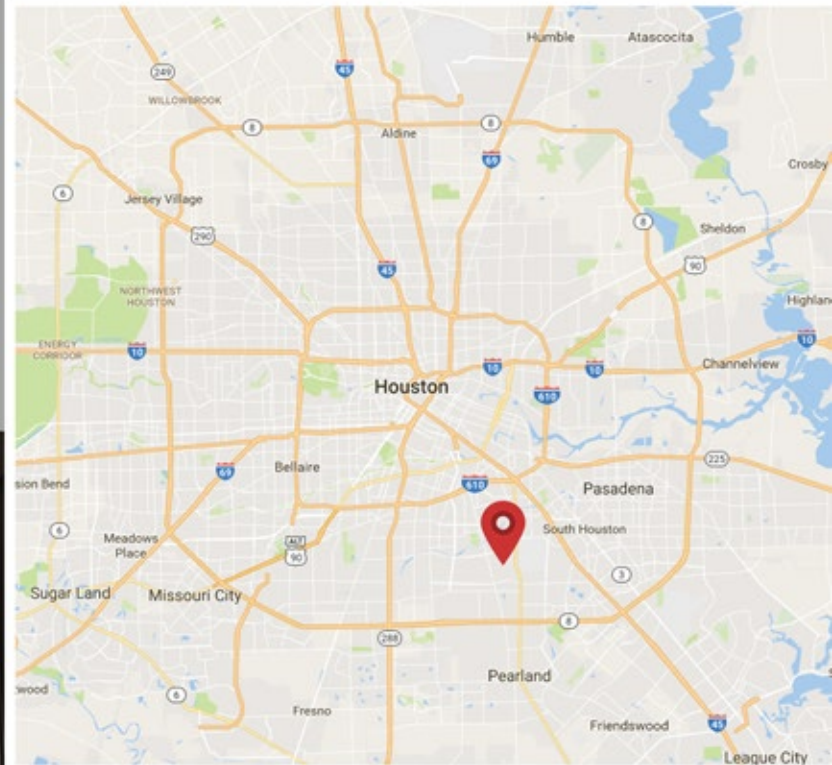 Humble
Atascocita
45
249
WILLOWBROOK
8
8
Aldine
69
Crosby
6
Jersey Village
8
290
Sheldon
45
90
NORTHWEST
HOUSTON
Highlan
ENERGY
CORRIDOR
10
10
10
10
Channelview
Houston
610
225
Bellaire
69
sion Bend
610
Pasadena
6
South Houston
Meadows
Place
ALT
90
3
Sugar Land
Missouri City
8
288
Pearland
wood
6
Fresno
Friendswood
45
League City